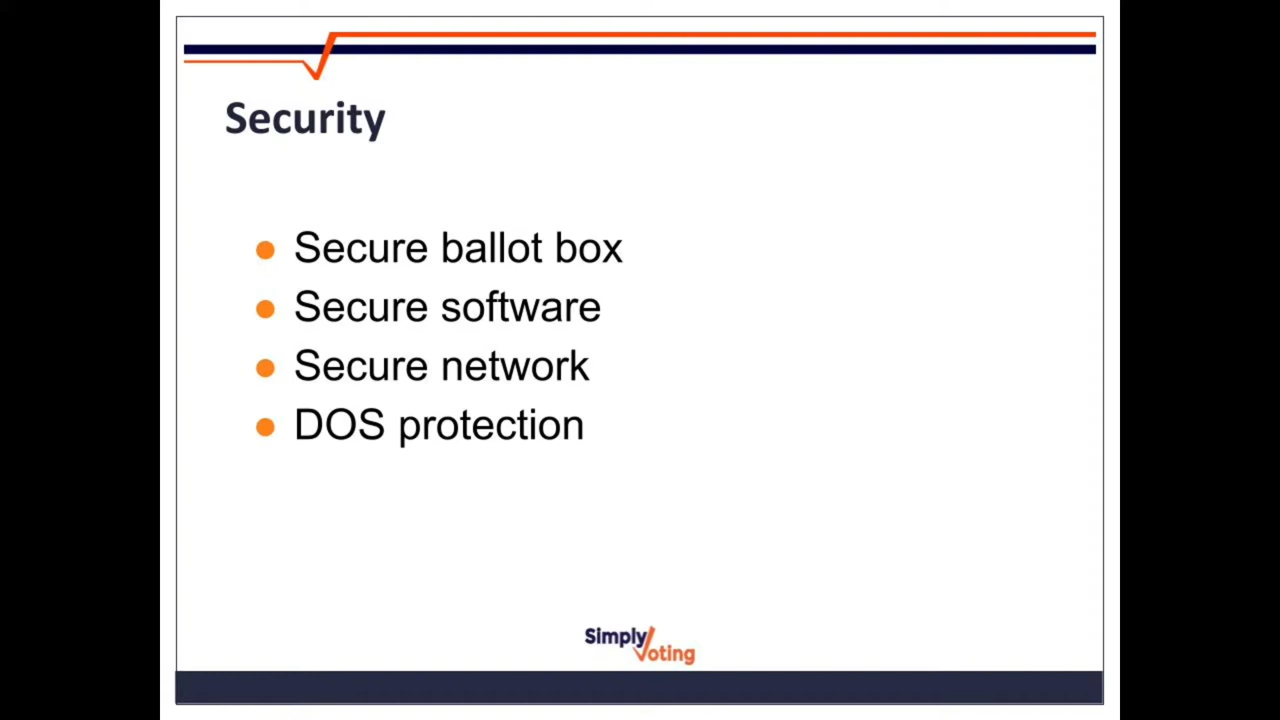 Security
Secure ballot box
Secure software
Secure network
DOS protection
Simply
Voting